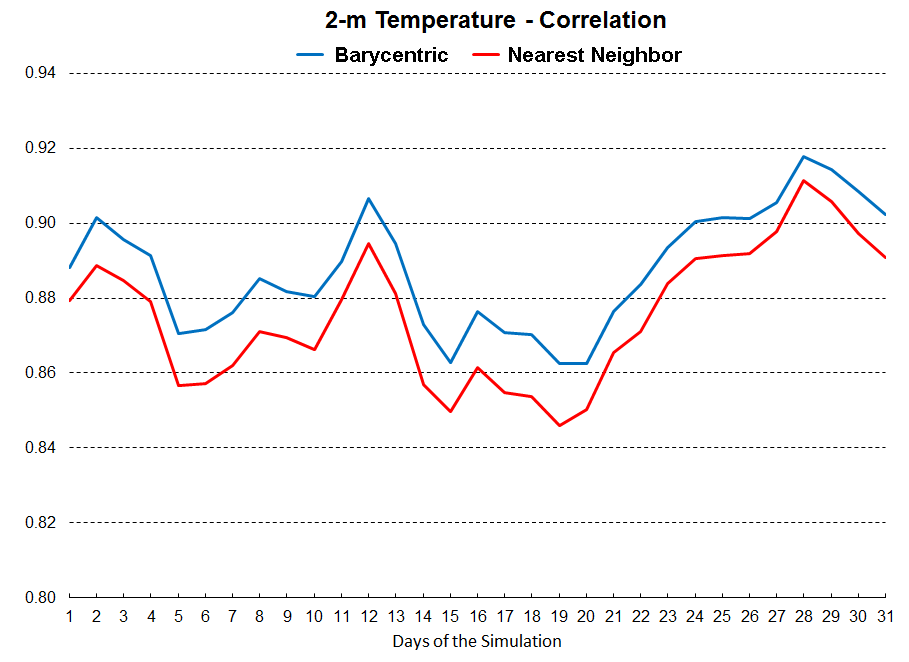 2-m Temperature - Correlation
Barycentric Nearest Neighbor
0.94
0.92
0.90
0.88
0.86
0.84
0.82
0.80
1 2 3 4 5 6 7 8 9 10 11 12 13 14 15 16 17 18 19 20 21 22 23 24 25 26 27 28 29 30 31
Days of the Simulation